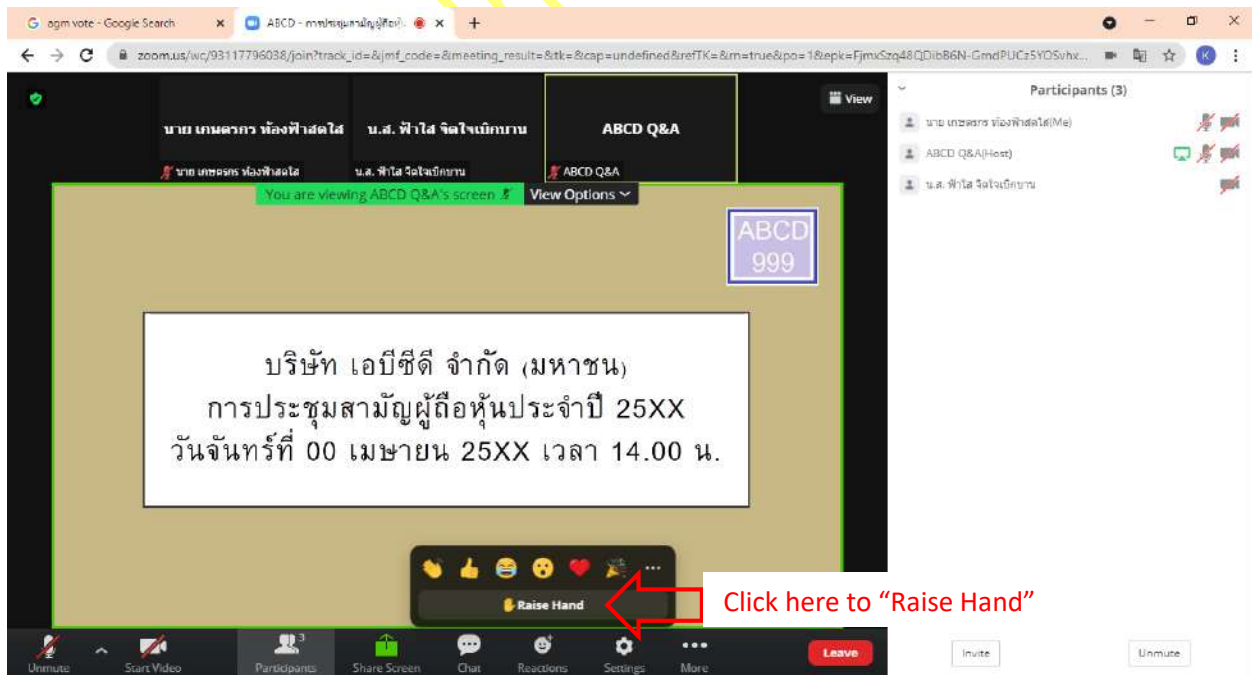 agm vote - Google Search
ABCD - การประชุมสามัญผู้ถือหุ้
zoom.us/wc/93117796038/join?track_id=&jmf_code=&meeting_result=&tk=&cap=undefined&refTK=&rn=true&po=1&epk=
K
View
นาย เกษตรกร ท้องฟ้าสดใส
น.ส. ฟ้าใส จิตใจเบิกบาน
ABCD Q&A
นาย เกษตรกร ท้องฟ้าสดใส
น.ส. ฟ้าใส จิตใจเบิกบาน
ABCD Q&A
You are viewing ABCD Q&A's screen
View Options
ABCD
999
บริษัท เอบีซีดี จำกัด (มหาชน)
การประชุมสามัญผู้ถือหุ้นประจำปี 25XX
วันจันทร์ที่ 00 เมษายน 25XX เวลา 14.00 น.
Raise Hand
Click here to “Raise Hand”
Unmute
Start Video
3
Participants
Share Screen
Chat
Reactions
Settings
More
Leave
Participants (3)
นาย เกษตรกร ท้องฟ้าสดใส(Me)
ABCD Q&A(Host)
น.ส. ฟ้าใส จิตใจเบิกบาน
Invite
Unmute